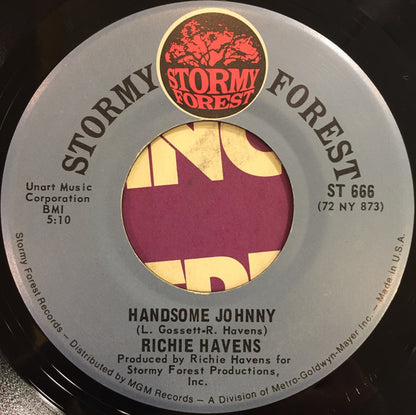 STORMY FOREST
STORMY
FOREST
Unart Music
Corporation
BMI
5:10
ST 666
(72 NY 873)
HANDSOME JOHNNY
(L. Gossett-R. Havens)
RICHIE HAVENS
Produced by Richie Havens for
Stormy Forest Productions,
Inc.
Stormy Forest Records - Distributed by MGM Records - A Division of Metro-Goldwyn-Mayer Inc. - Made in U.S.A.